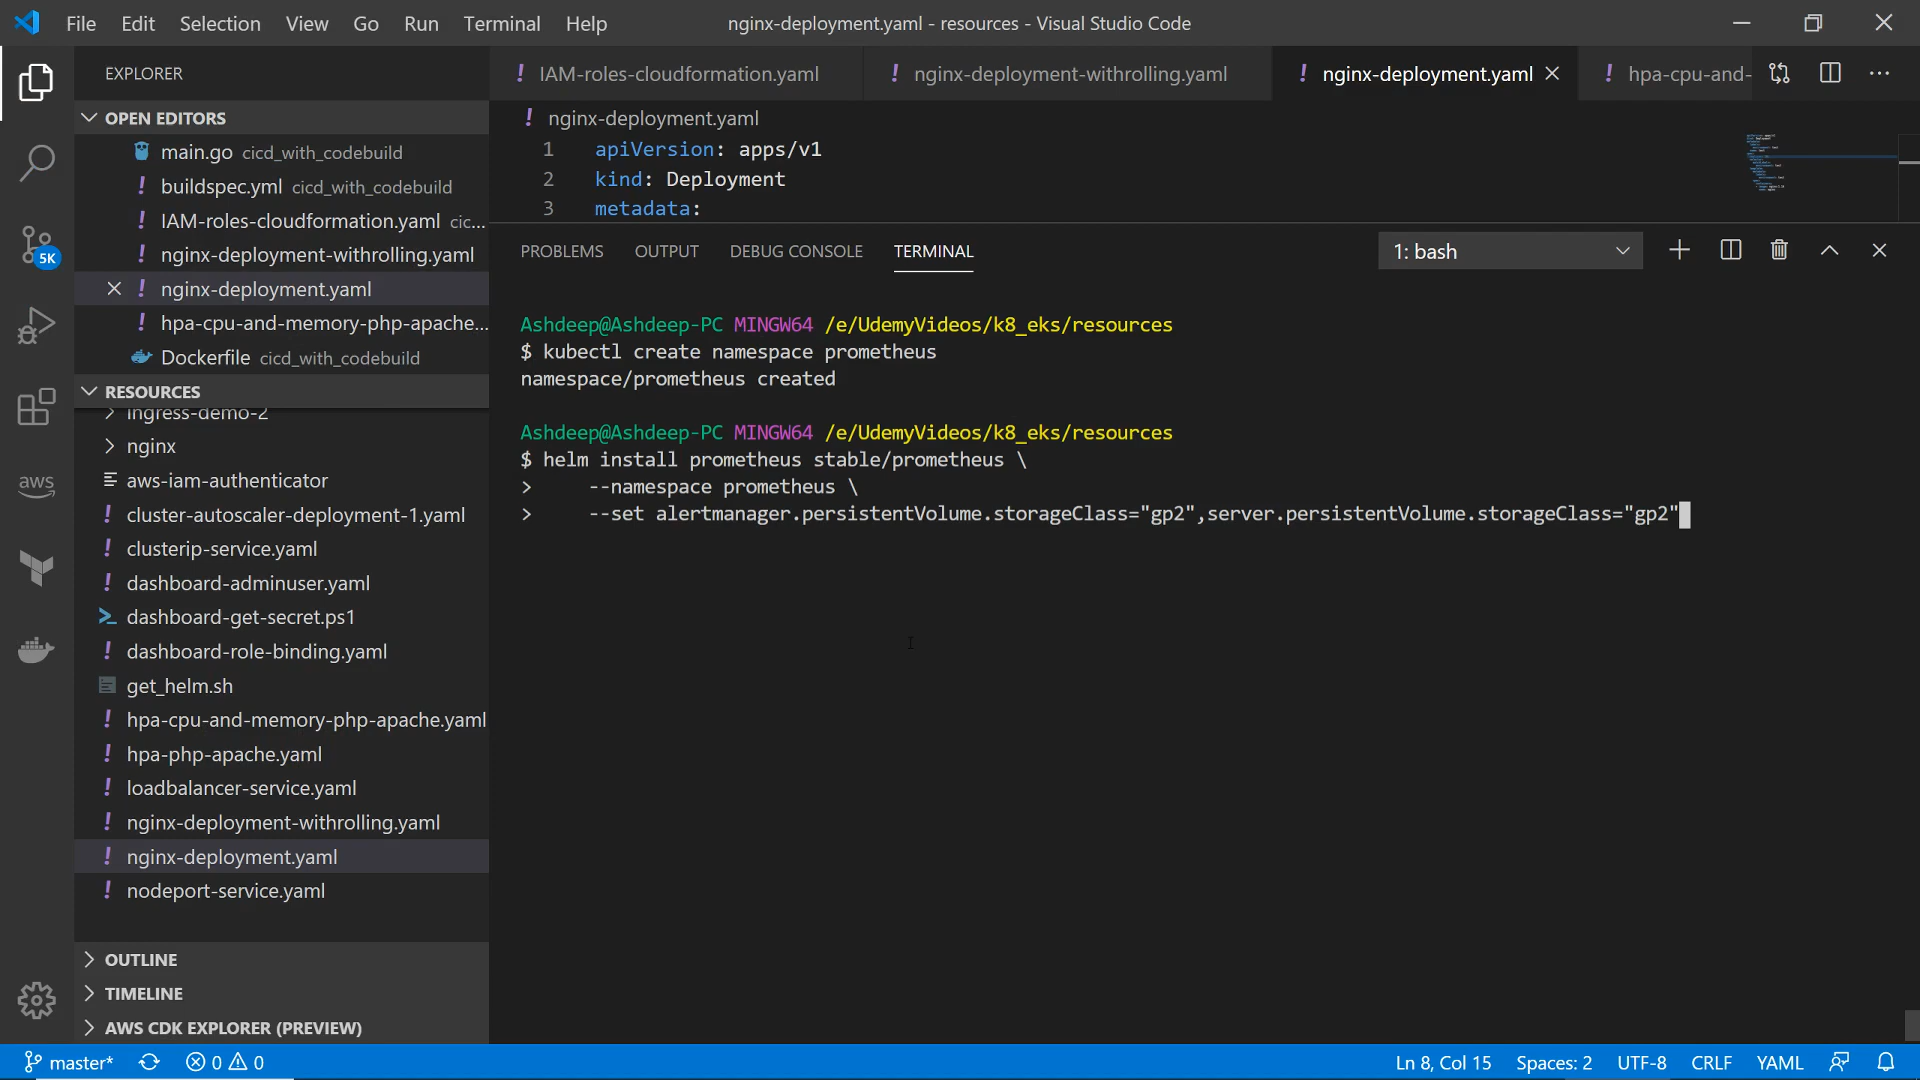 File Edit Selection View Go Run Terminal Help
nginx-deployment.yaml - resources - Visual Studio Code
EXPLORER
OPEN EDITORS
main.go cicd_with_codebuild
! buildspec.yml cicd_with_codebuild
! IAM-roles-cloudformation.yaml cic...
! nginx-deployment-withrolling.yaml
! nginx-deployment.yaml
! hpa-cpu-and-memory-php-apache...
Dockerfile cicd_with_codebuild
5K
aws
RESOURCES
ingress-demo-2
nginx
aws-iam-authenticator
! cluster-autoscaler-deployment-1.yaml
! clusterip-service.yaml
! dashboard-adminuser.yaml
dashboard-get-secret.ps1
! dashboard-role-binding.yaml
get_helm.sh
! hpa-cpu-and-memory-php-apache.yaml
! hpa-php-apache.yaml
! loadbalancer-service.yaml
! nginx-deployment-withrolling.yaml
! nginx-deployment.yaml
! nodeport-service.yaml
OUTLINE
TIMELINE
AWS CDK EXPLORER (PREVIEW)
! IAM-roles-cloudformation.yaml
! nginx-deployment-withrolling.yaml
! nginx-deployment.yaml
! hpa-cpu-and-
! nginx-deployment.yaml
1 apiVersion: apps/v1
2 kind: Deployment
3 metadata:
PROBLEMS OUTPUT DEBUG CONSOLE TERMINAL
1: bash
Ashdeep@Ashdeep-PC MINGW64 /e/UdemyVideos/k8_eks/resources
$ kubectl create namespace prometheus
namespace/prometheus created
Ashdeep@Ashdeep-PC MINGW64 /e/UdemyVideos/k8_eks/resources
$ helm install prometheus stable/prometheus \
> --namespace prometheus \
> --set alertmanager.persistentVolume.storageClass="gp2",server.persistentVolume.storageClass="gp2"
master* 0 0
Ln 8, Col 15 Spaces: 2 UTF-8 CRLF YAML